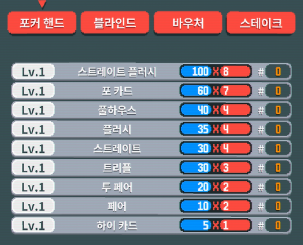 포커 핸드 블라인드 바우처 스테이크
Lv.1 스트레이트 플러시 100 X 8 # 0
Lv.1 포 카드 60 X 7 # 0
Lv.1 풀하우스 40 X 4 # 0
Lv.1 플러시 35 X 4 # 0
Lv.1 스트레이트 30 X 4 # 0
Lv.1 트리플 30 X 3 # 0
Lv.1 투 페어 20 X 2 # 0
Lv.1 페어 10 X 2 # 0
Lv.1 하이 카드 5 X 1 # 0